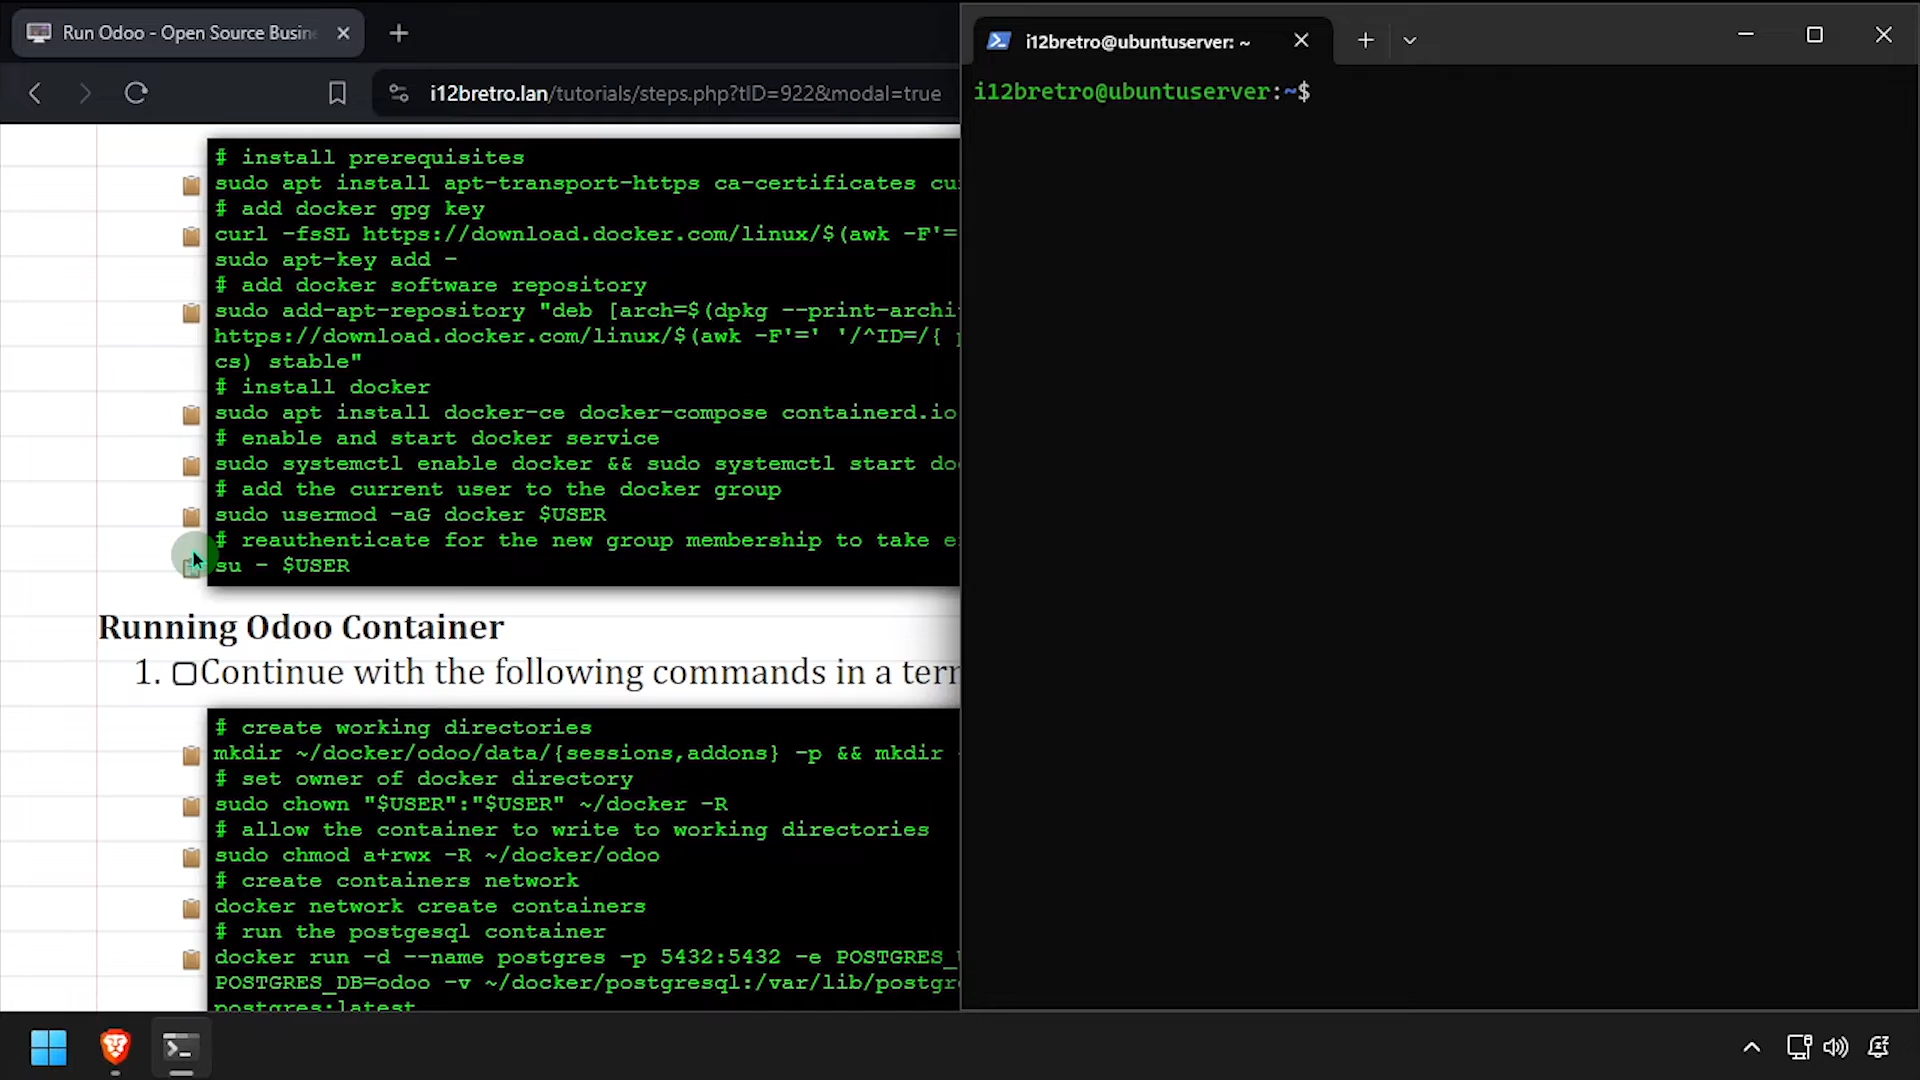 Run Odoo - Open Source Busin
i12bretro.lan/tutorials/steps.php?tID=922&modal=true
# install prerequisites
sudo apt install apt-transport-https ca-certificates cu
# add docker gpg key
curl -fsSL https://download.docker.com/linux/$(awk -F'=
sudo apt-key add -
# add docker software repository
sudo add-apt-repository "deb [arch=$(dpkg --print-archi
https://download.docker.com/linux/$(awk -F'=' '/^ID=/{ p
cs) stable"
# install docker
sudo apt install docker-ce docker-compose containerd.io
# enable and start docker service
sudo systemctl enable docker && sudo systemctl start do
# add the current user to the docker group
sudo usermod -aG docker $USER
# reauthenticate for the new group membership to take e
su - $USER
Running Odoo Container
1. Continue with the following commands in a term
# create working directories
mkdir ~/docker/odoo/data/{sessions,addons} -p && mkdir
# set owner of docker directory
sudo chown "$USER":"$USER" ~/docker -R
# allow the container to write to working directories
sudo chmod a+rwx -R ~/docker/odoo
# create containers network
docker network create containers
# run the postgesql container
docker run -d --name postgres -p 5432:5432 -e POSTGRES_
POSTGRES_DB=odoo -v ~/docker/postgresql:/var/lib/postgr
postgres:latest
i12bretro@ubuntuserver: ~
i12bretro@ubuntuserver:~$